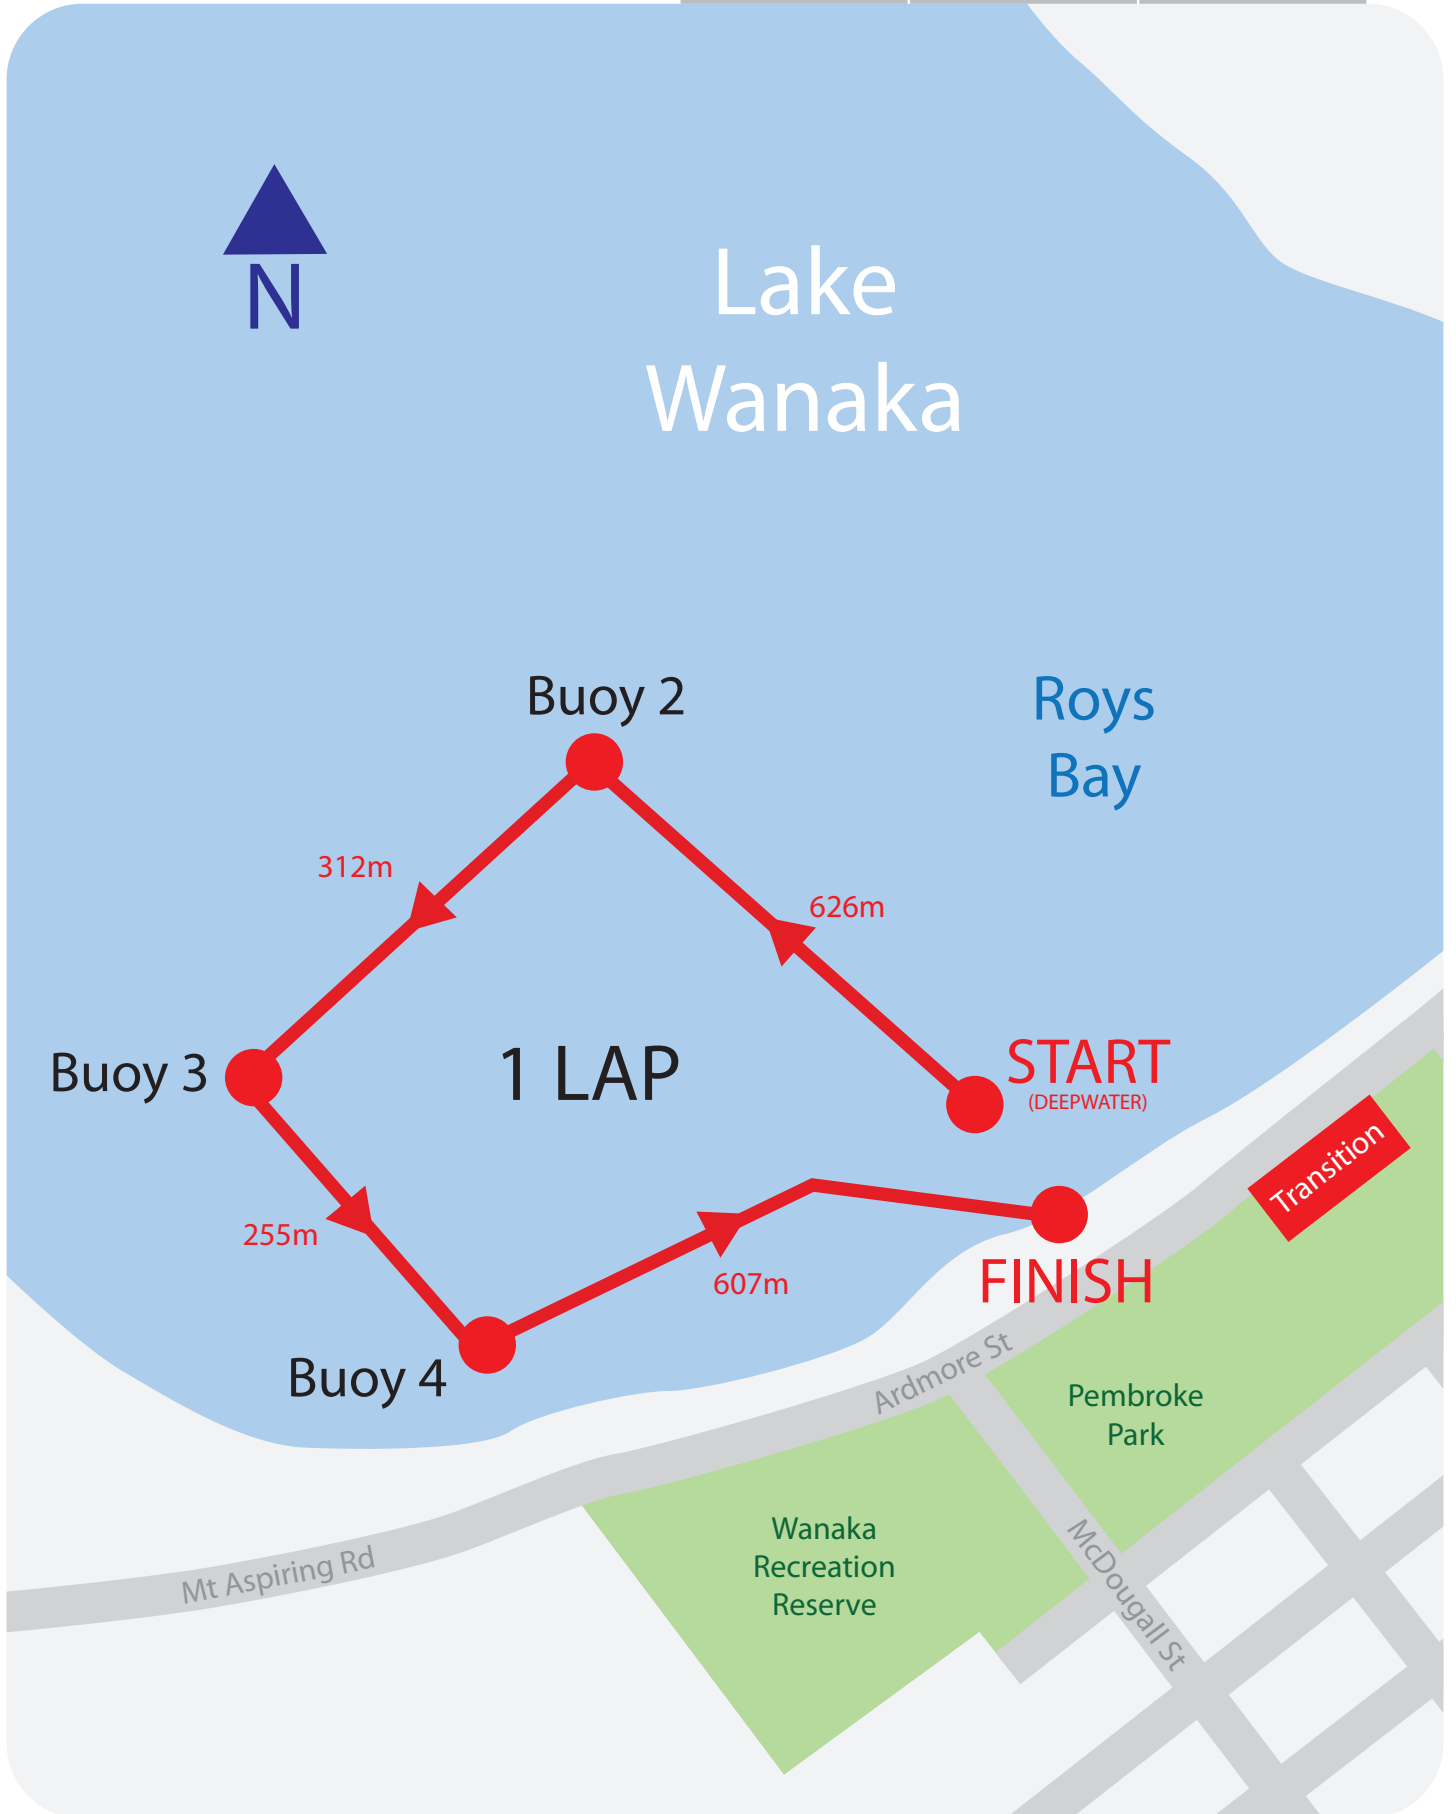 N
Lake
Wanaka
Buoy 2
Roys
Bay
312m
626m
Buoy 3
1 LAP
START
(DEEPWATER)
Transition
255m
607m
FINISH
Buoy 4
Ardmore St
Pembroke
Park
Wanaka
Recreation
Reserve
Mt Aspiring Rd
McDougall St